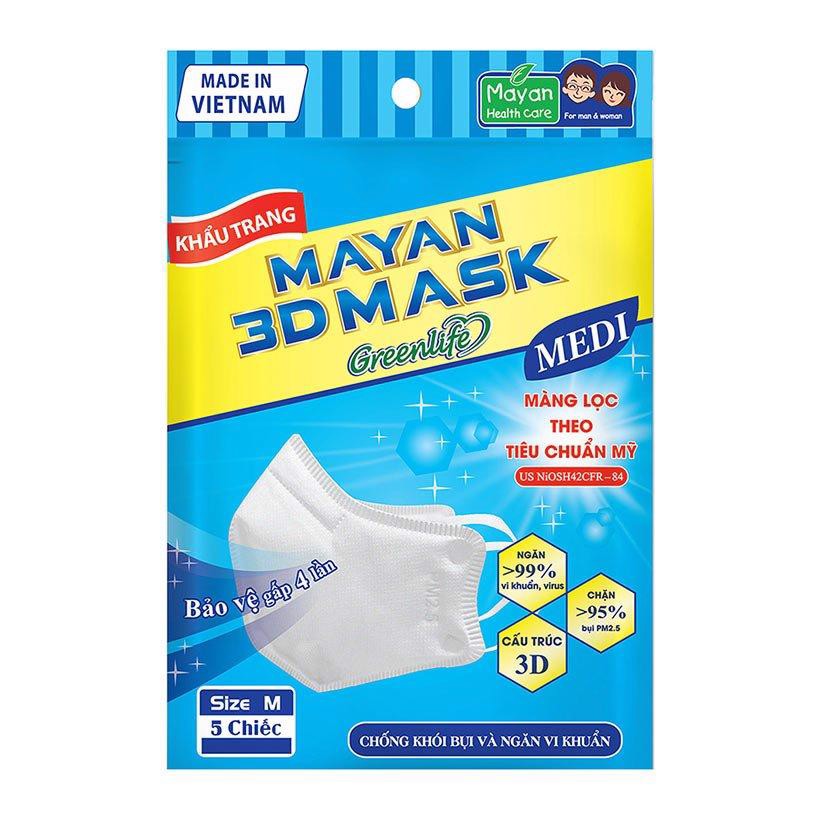 MADE IN
VIETNAM
Mayan
Health Care
For man & woman
KHẨU TRANG
MAYAN
3D MASK
Greenlife
MEDI
MÀNG LỌC
THEO
TIÊU CHUẨN MỸ
US NiOSH42CFR-84
PM2.5
Bảo vệ gấp 4 lần
NGĂN
>99%
vi khuẩn, virus
CHẶN
>95%
bụi PM2.5
CẤU TRÚC
3D
Size M
5 Chiếc
CHỐNG KHÓI BỤI VÀ NGĂN VI KHUẨN